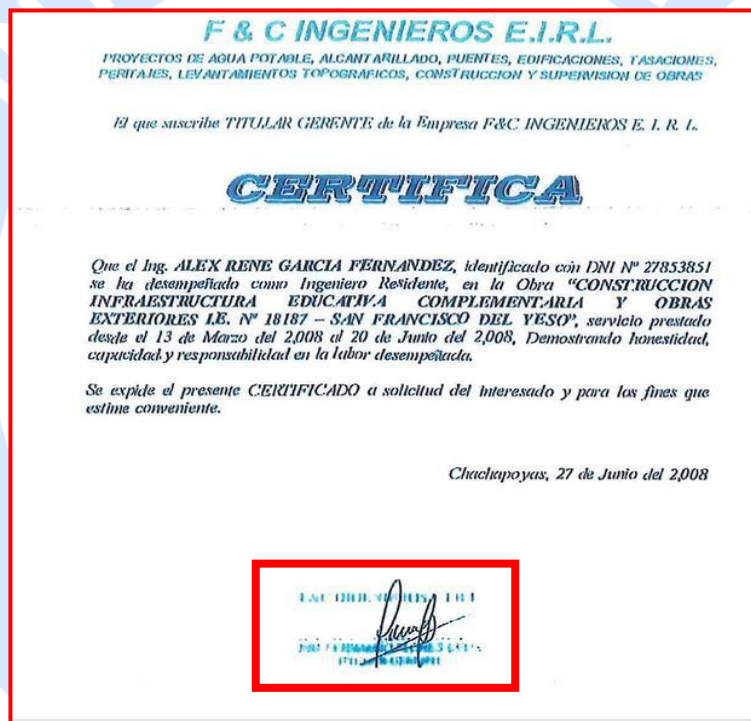 F & C INGENIEROS E.I.R.L.
PROYECTOS DE AGUA POTABLE, ALCANTARILLADO, PUENTES, EDIFICACIONES, TASACIONES,
PERITAJES, LEVANTAMIENTOS TOPOGRAFICOS, CONSTRUCCION Y SUPERVISION DE OBRAS
El que suscribe TITULAR GERENTE de la Empresa F&C INGENIEROS E. I. R. L.
CERTIFICA
Que el Ing. ALEX RENE GARCIA FERNANDEZ, identificado con DNI Nº 27853851
se ha desempeñado como Ingeniero Residente, en la Obra “CONSTRUCCION
INFRAESTRUCTURA EDUCATIVA COMPLEMENTARIA Y OBRAS
EXTERIORES I.E. Nº 18187 – SAN FRANCISCO DEL YESO”, servicio prestado
desde el 13 de Marzo del 2,008 al 20 de Junio del 2,008, Demostrando honestidad,
capacidad y responsabilidad en la labor desempeñada.
Se expide el presente CERTIFICADO a solicitud del interesado y para los fines que
estime conveniente.
Chachapoyas, 27 de Junio del 2,008